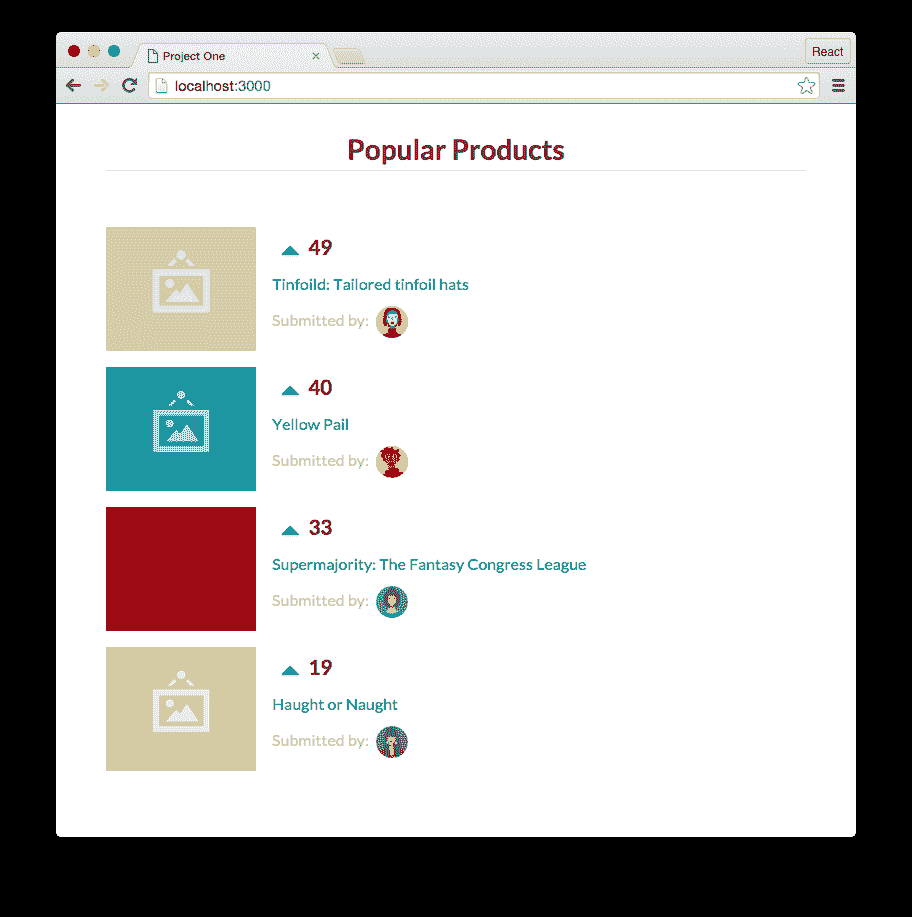 Project One
React
localhost:3000
Popular Products
49
Tinfoild: Tailored tinfoil hats
Submitted by:
40
Yellow Pail
Submitted by:
33
Supermajority: The Fantasy Congress League
Submitted by:
19
Haught or Naught
Submitted by: